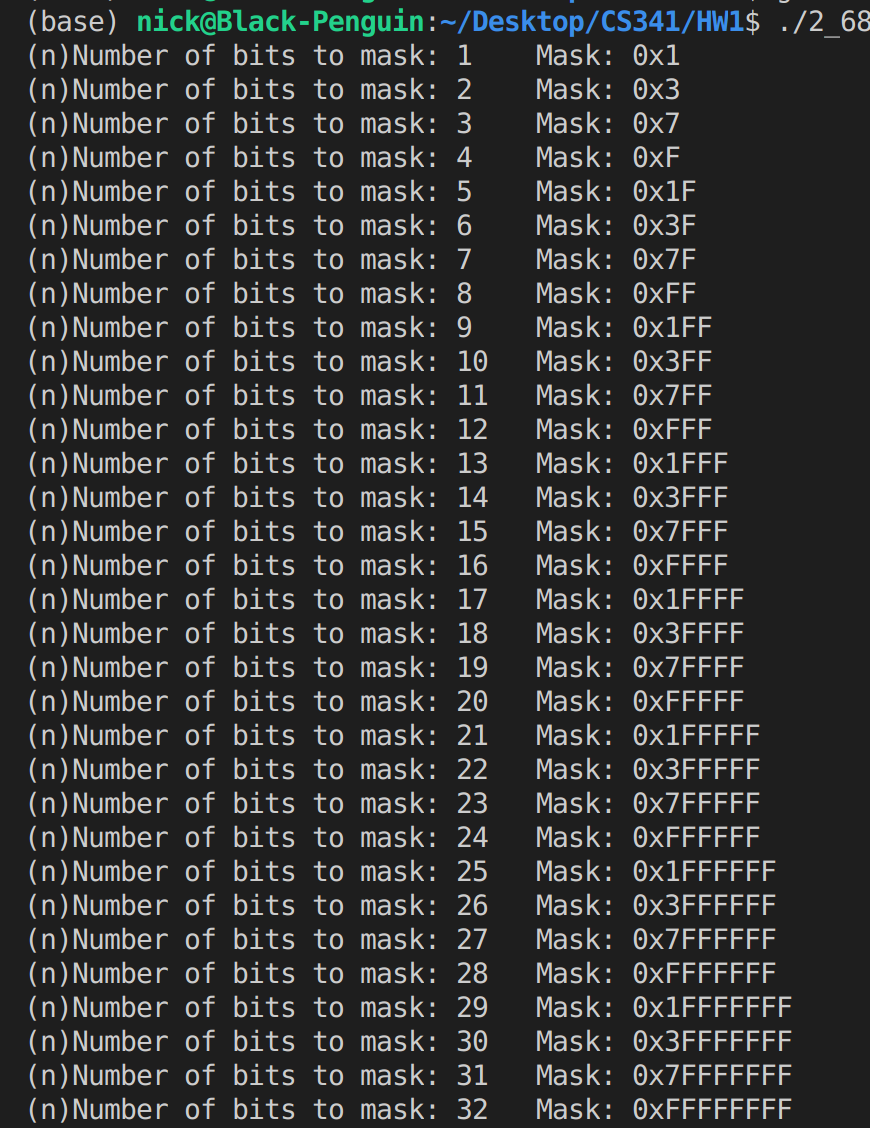 (base) nick@Black-Penguin:~/Desktop/CS341/HW1$ ./2_68
(n)Number of bits to mask: 1    Mask: 0x1
(n)Number of bits to mask: 2    Mask: 0x3
(n)Number of bits to mask: 3    Mask: 0x7
(n)Number of bits to mask: 4    Mask: 0xF
(n)Number of bits to mask: 5    Mask: 0x1F
(n)Number of bits to mask: 6    Mask: 0x3F
(n)Number of bits to mask: 7    Mask: 0x7F
(n)Number of bits to mask: 8    Mask: 0xFF
(n)Number of bits to mask: 9    Mask: 0x1FF
(n)Number of bits to mask: 10   Mask: 0x3FF
(n)Number of bits to mask: 11   Mask: 0x7FF
(n)Number of bits to mask: 12   Mask: 0xFFF
(n)Number of bits to mask: 13   Mask: 0x1FFF
(n)Number of bits to mask: 14   Mask: 0x3FFF
(n)Number of bits to mask: 15   Mask: 0x7FFF
(n)Number of bits to mask: 16   Mask: 0xFFFF
(n)Number of bits to mask: 17   Mask: 0x1FFFF
(n)Number of bits to mask: 18   Mask: 0x3FFFF
(n)Number of bits to mask: 19   Mask: 0x7FFFF
(n)Number of bits to mask: 20   Mask: 0xFFFFF
(n)Number of bits to mask: 21   Mask: 0x1FFFFF
(n)Number of bits to mask: 22   Mask: 0x3FFFFF
(n)Number of bits to mask: 23   Mask: 0x7FFFFF
(n)Number of bits to mask: 24   Mask: 0xFFFFFF
(n)Number of bits to mask: 25   Mask: 0x1FFFFFF
(n)Number of bits to mask: 26   Mask: 0x3FFFFFF
(n)Number of bits to mask: 27   Mask: 0x7FFFFFF
(n)Number of bits to mask: 28   Mask: 0xFFFFFFF
(n)Number of bits to mask: 29   Mask: 0x1FFFFFFF
(n)Number of bits to mask: 30   Mask: 0x3FFFFFFF
(n)Number of bits to mask: 31   Mask: 0x7FFFFFFF
(n)Number of bits to mask: 32   Mask: 0xFFFFFFFF